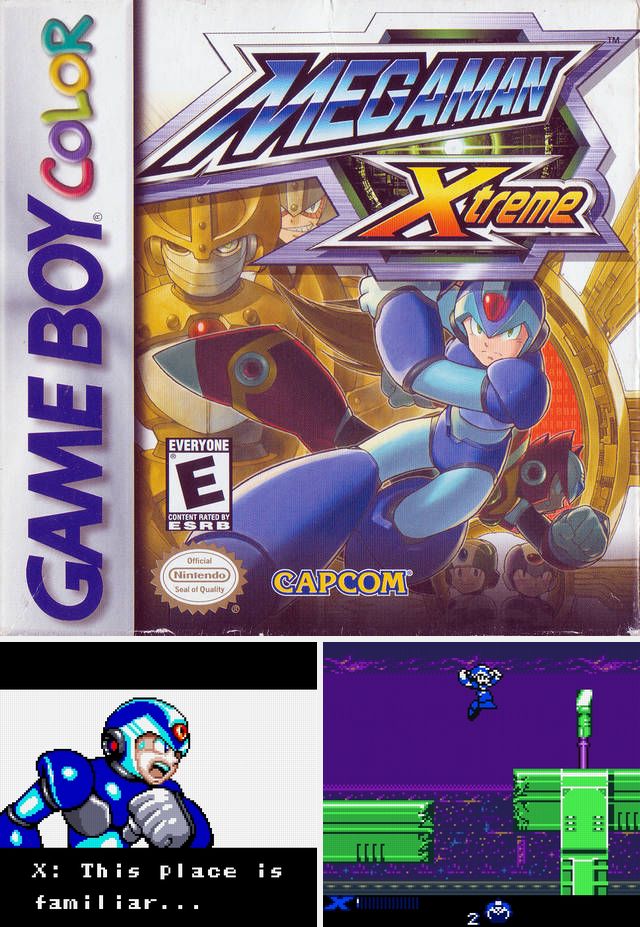 GAME BOY COLOR
MEGAMAN
TM
Xtreme
EVERYONE
E
®
CONTENT RATED BY
ESRB
Official
Nintendo
Seal of Quality
®
CAPCOM®
X: This place is
familiar...
X
2